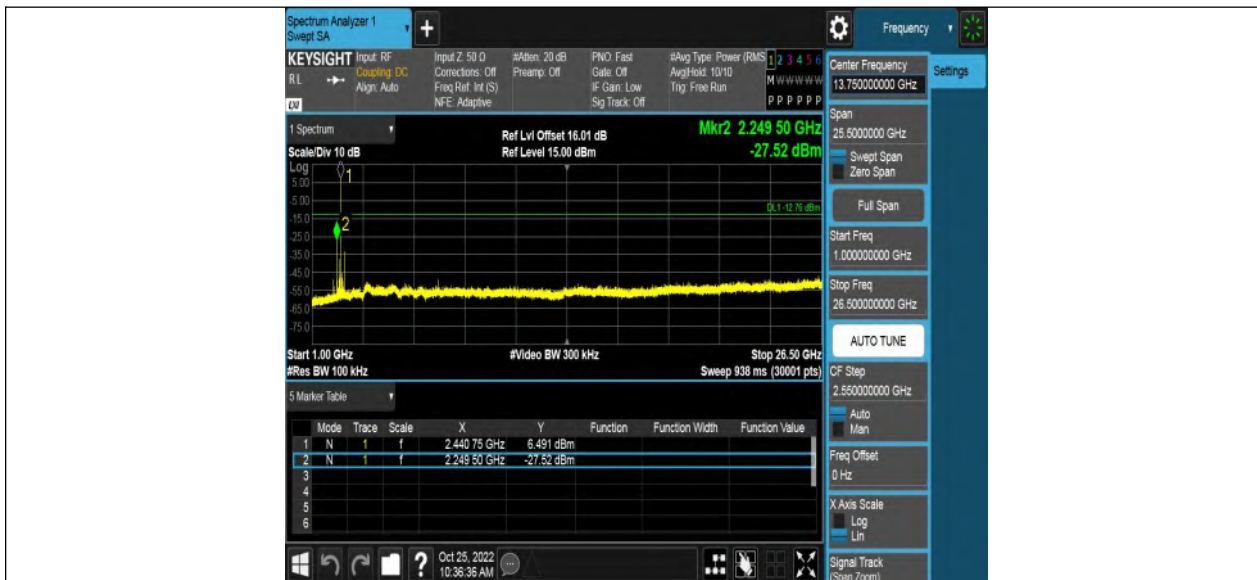 Spectrum Analyzer 1
Swept SA
+
Frequency
KEYSIGHT
RL
LXI
Input: RF
Coupling: DC
Align: Auto
Input Z: 50 Ω
Corrections: Off
Freq Ref: Int (S)
NFE: Adaptive
#Atten: 20 dB
Preamp: Off
PNO: Fast
Gate: Off
IF Gain: Low
Sig Track: Off
#Avg Type: Power (RMS
Avg|Hold: 10/10
Trig: Free Run
1 2 3 4 5 6
M W W W W W
P P P P P P
1 Spectrum
Scale/Div 10 dB
Ref Lvl Offset 16.01 dB
Ref Level 15.00 dBm
Mkr2 2.249 50 GHz
-27.52 dBm
Log
5.00
-5.00
-15.0
-25.0
-35.0
-45.0
-55.0
-65.0
-75.0
1
2
DL1 -12.76 dBm
Start 1.00 GHz
#Video BW 300 kHz
Stop 26.50 GHz
#Res BW 100 kHz
Sweep 938 ms (30001 pts)
5 Marker Table
Mode Trace Scale X Y Function Function Width Function Value
1 N 1 f 2.440 75 GHz 6.491 dBm
2 N 1 f 2.249 50 GHz -27.52 dBm
3
4
5
6
?
Oct 25, 2022
10:36:36 AM
Center Frequency
13.750000000 GHz
Settings
Span
25.5000000 GHz
Swept Span
Zero Span
Full Span
Start Freq
1.000000000 GHz
Stop Freq
26.500000000 GHz
AUTO TUNE
CF Step
2.550000000 GHz
Auto
Man
Freq Offset
0 Hz
X Axis Scale
Log
Lin
Signal Track
(Span Zoom)